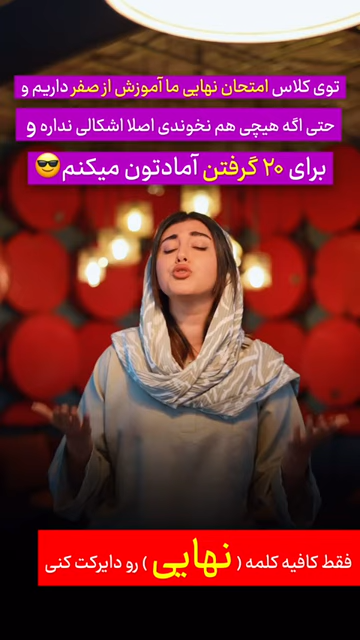 توی کلاس امتحان نهایی ما آموزش از صفر داریم و
حتی اگه هیچی هم نخوندی اصلا اشکالی نداره و
برای ۲۰ گرفتن آمادتون میکنم😎
فقط کافیه کلمه ( نهایی ) رو دایرکت کنی